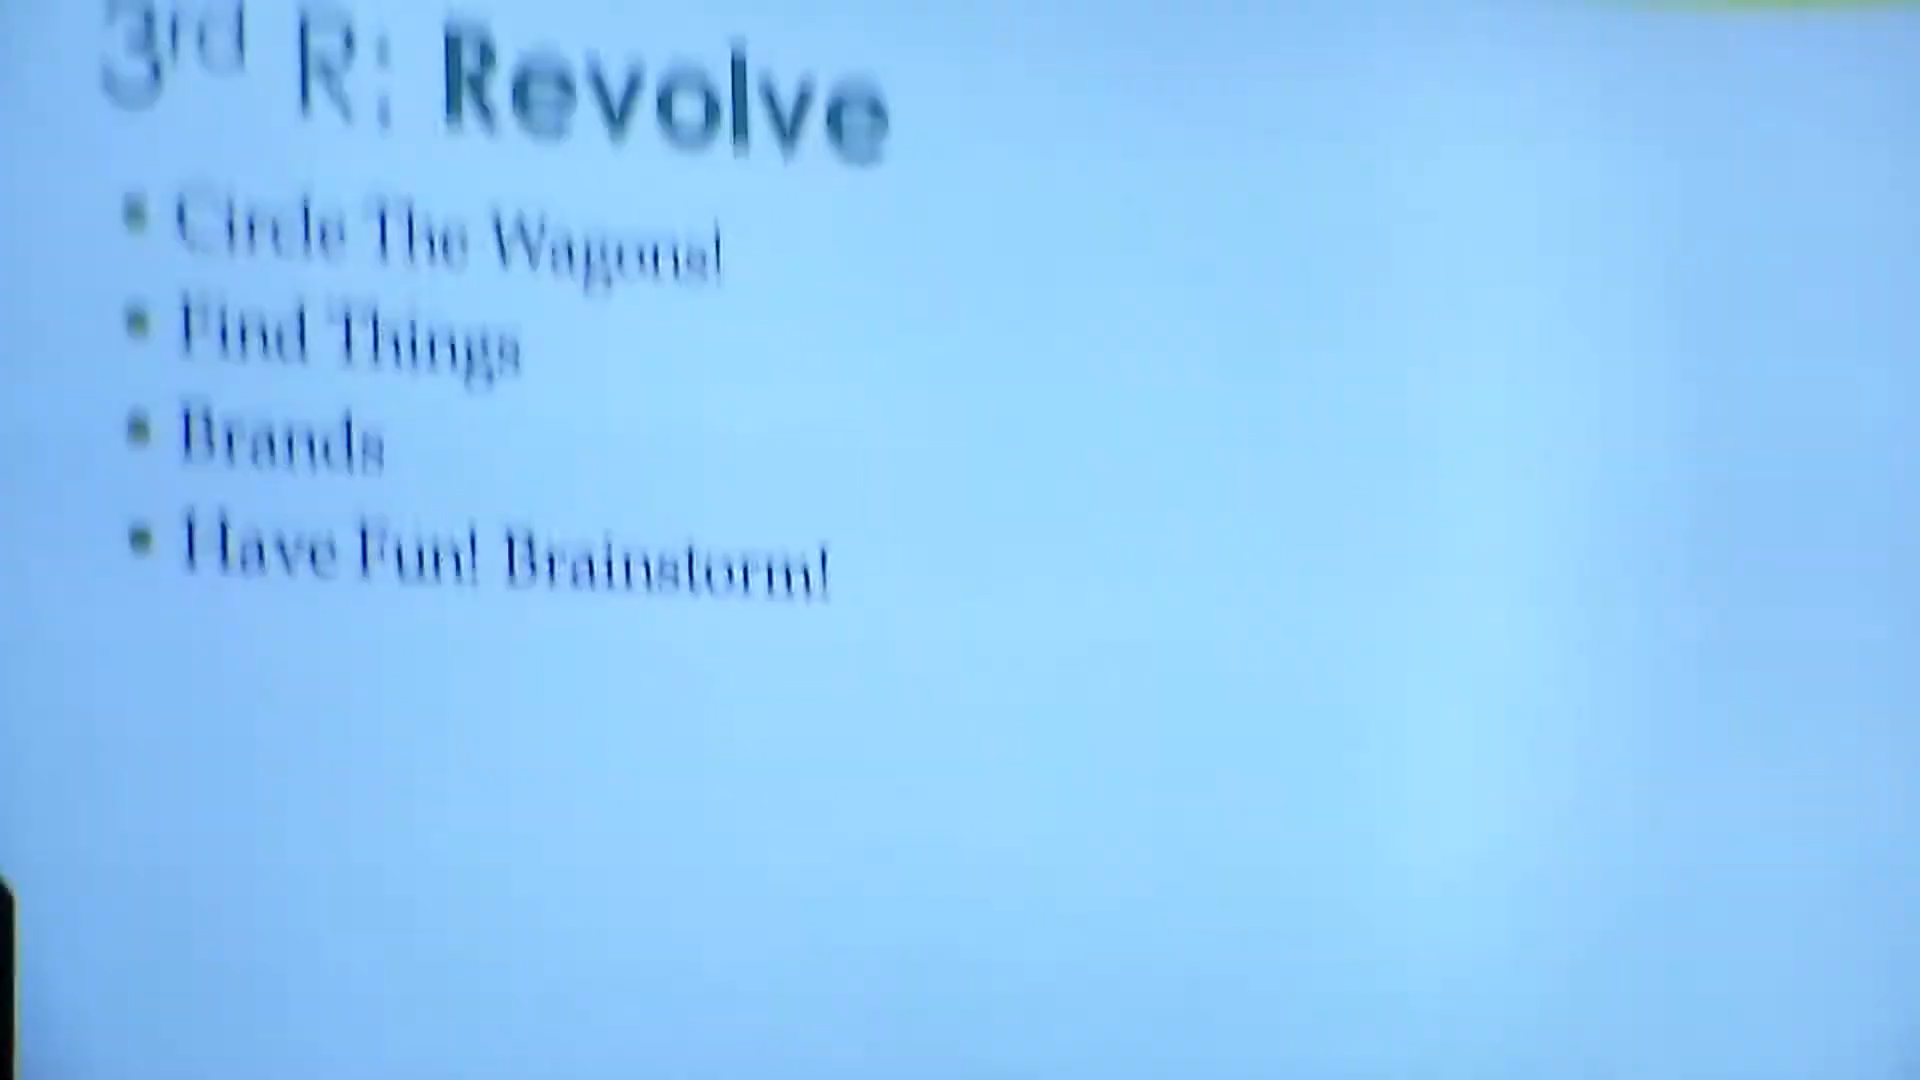 3rd R: Revolve
• Circle The Wagons!
• Find Things
• Brands
• Have Fun! Brainstorm!